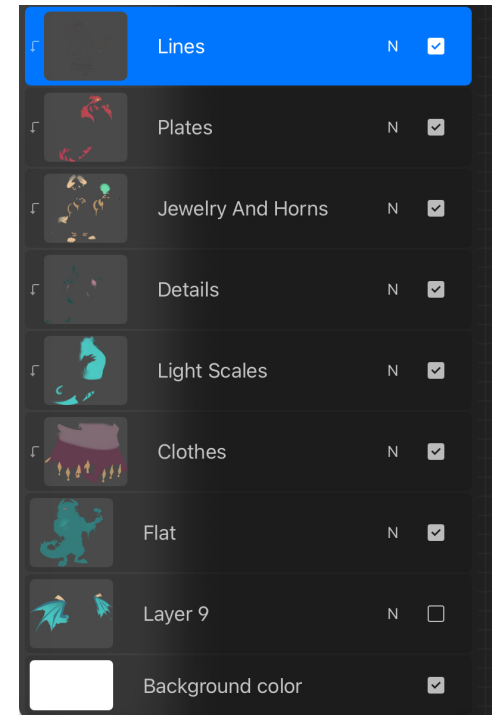 Lines N
Plates N
Jewelry And Horns N
Details N
Light Scales N
Clothes N
Flat N
Layer 9 N
Background color